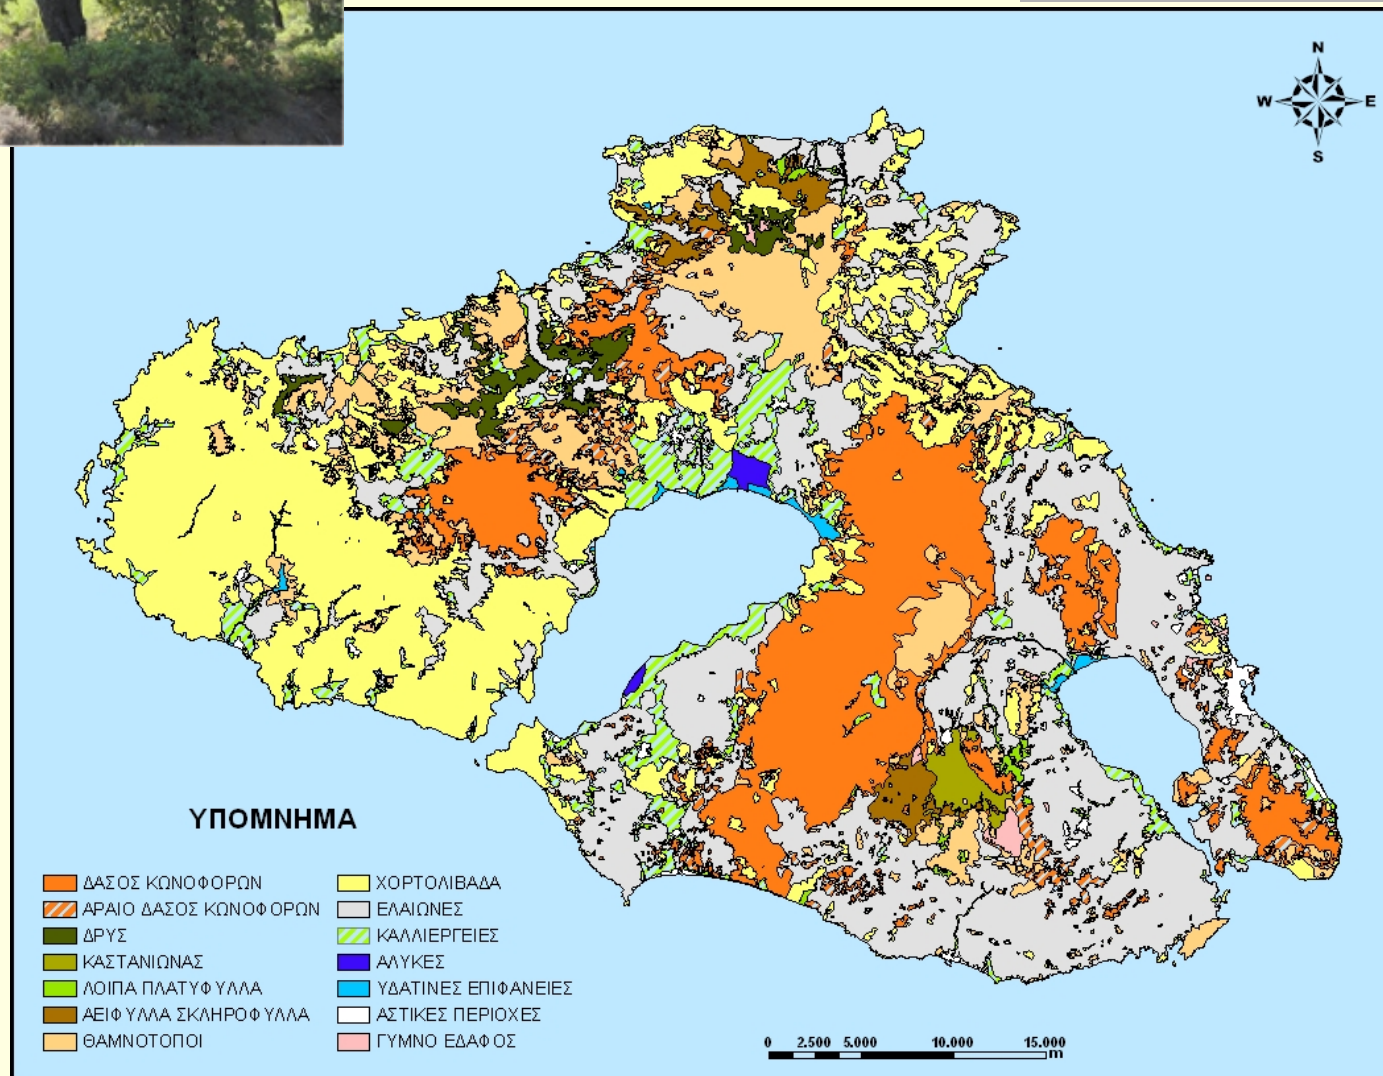 N
W E
S
ΥΠΟΜΝΗΜΑ
ΔΑΣΟΣ ΚΩΝΟΦΟΡΩΝ
ΑΡΑΙΟ ΔΑΣΟΣ ΚΩΝΟΦΟΡΩΝ
ΔΡΥΣ
ΚΑΣΤΑΝΙΩΝΑΣ
ΛΟΙΠΑ ΠΛΑΤΥΦΥΛΛΑ
ΑΕΙΦΥΛΛΑ ΣΚΛΗΡΟΦΥΛΛΑ
ΘΑΜΝΟΤΟΠΟΙ
ΧΟΡΤΟΛΙΒΑΔΑ
ΕΛΑΙΩΝΕΣ
ΚΑΛΛΙΕΡΓΕΙΕΣ
ΑΛΥΚΕΣ
ΥΔΑΤΙΝΕΣ ΕΠΙΦΑΝΕΙΕΣ
ΑΣΤΙΚΕΣ ΠΕΡΙΟΧΕΣ
ΓΥΜΝΟ ΕΔΑΦΟΣ
0 2.500 5.000 10.000 15.000
m